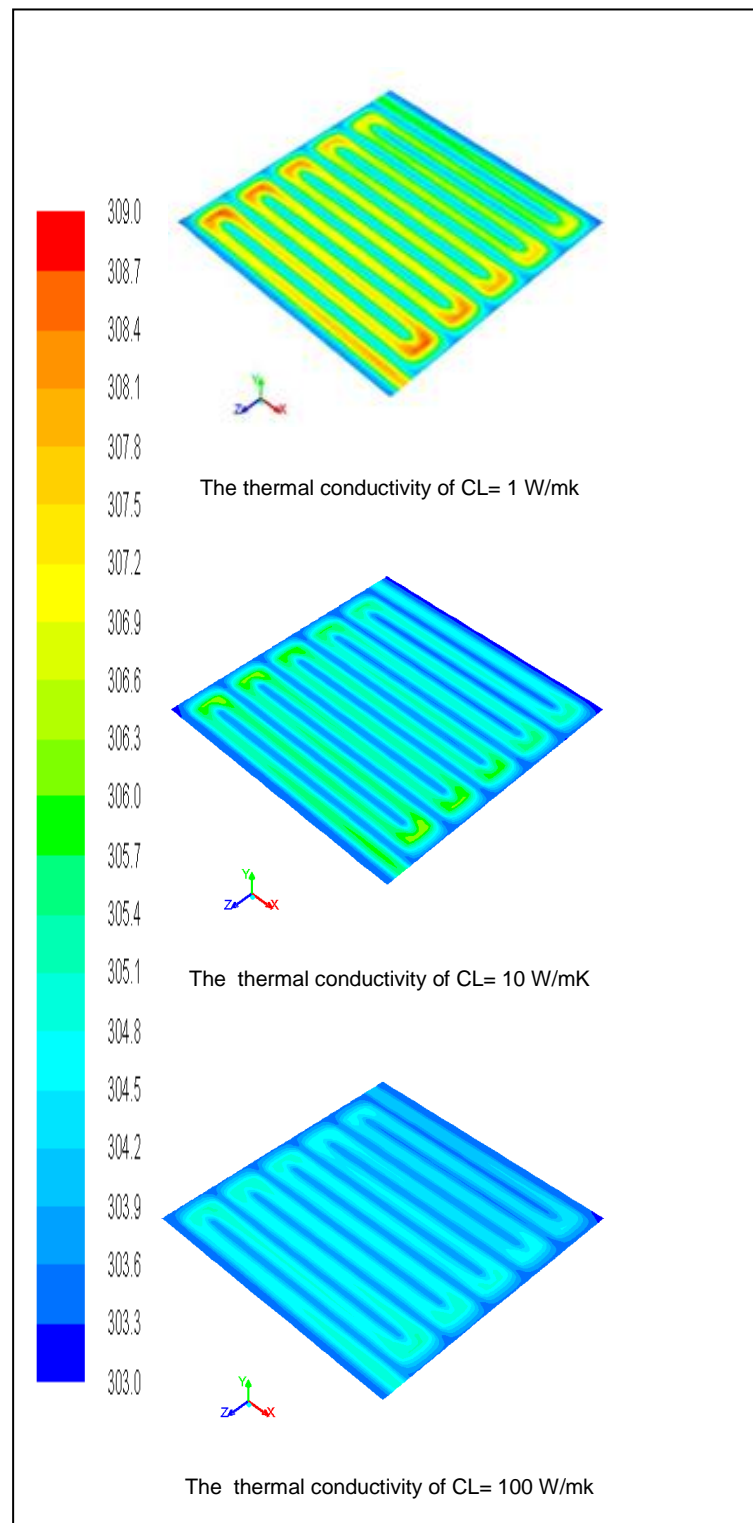 309.0
308.7
308.4
308.1
307.8
307.5
307.2
306.9
306.6
306.3
306.0
305.7
305.4
305.1
304.8
304.5
304.2
303.9
303.6
303.3
303.0
Y
Z X
The thermal conductivity of CL= 1 W/mk
Y
Z X
The thermal conductivity of CL= 10 W/mK
Y
Z X
The thermal conductivity of CL= 100 W/mk